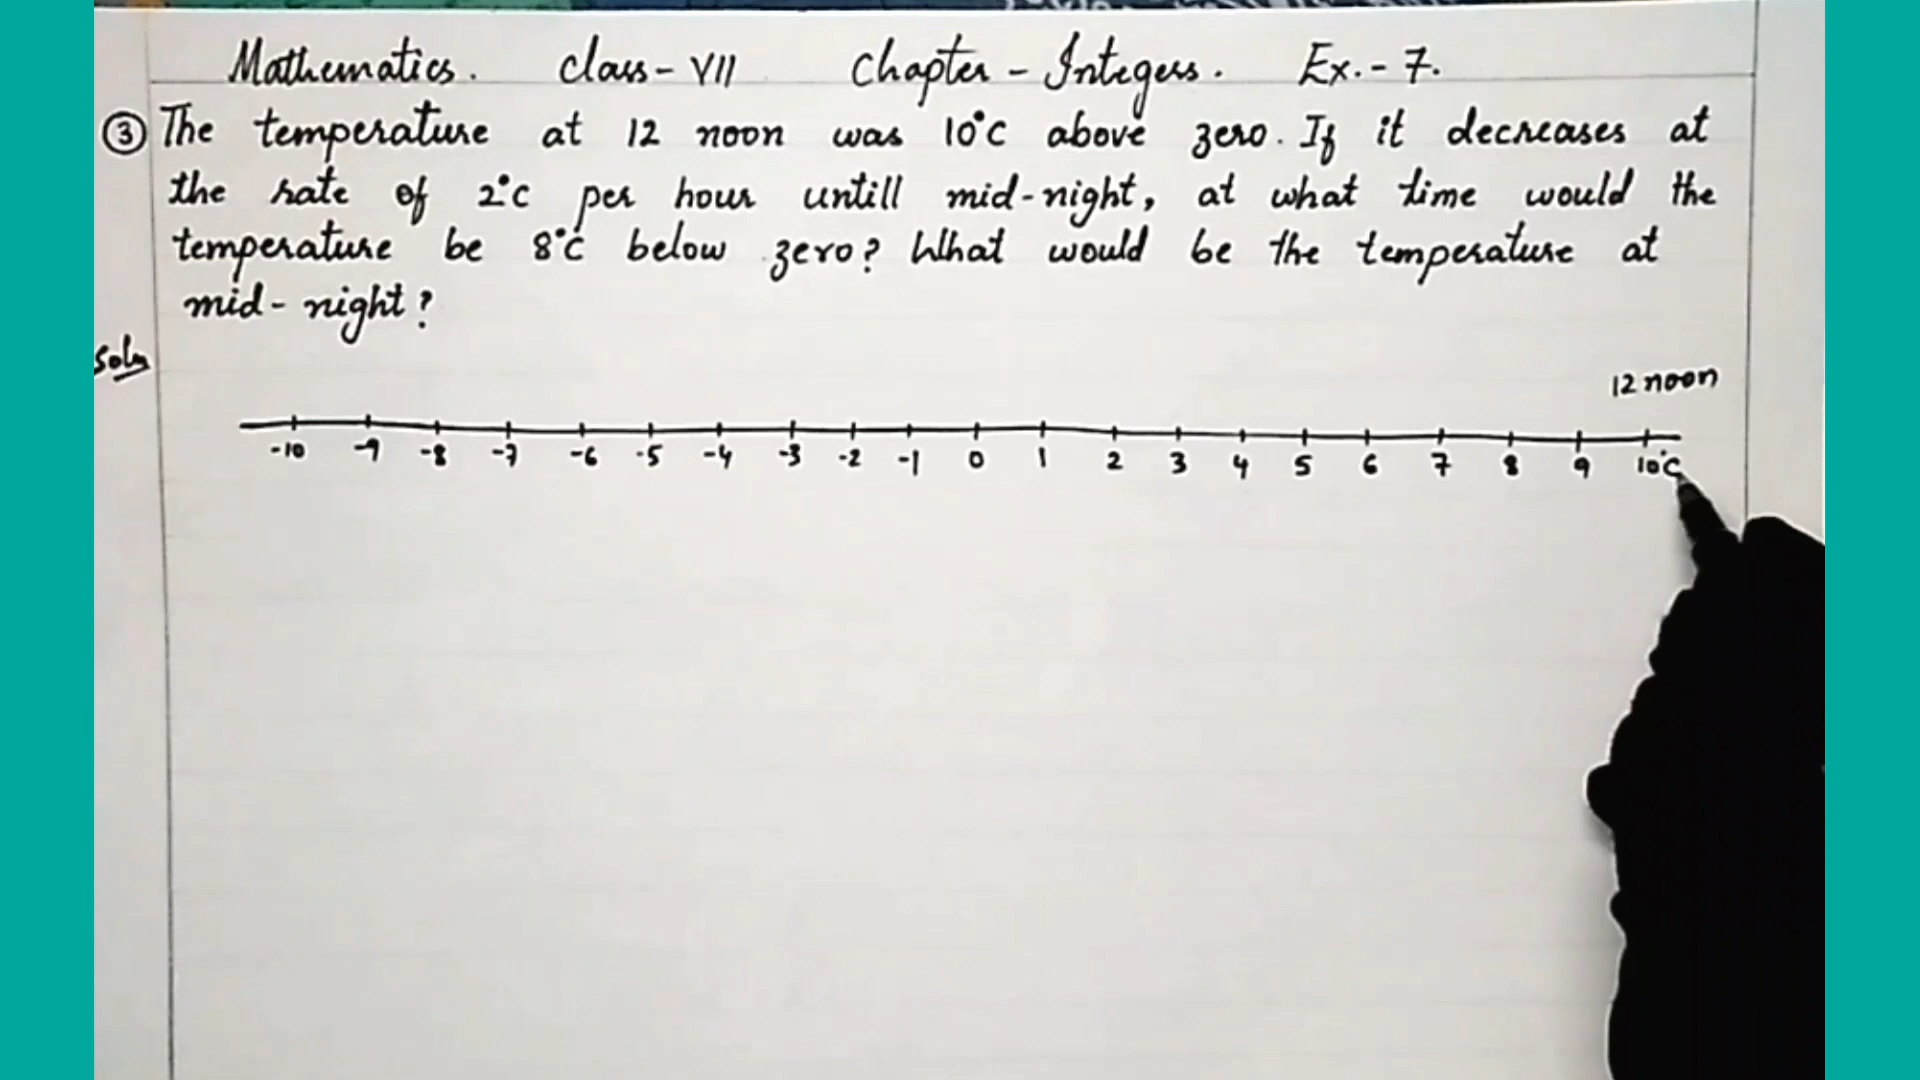 Mathematics. Class-VII Chapter - Integers. Ex.-7.
③ The temperature at 12 noon was 10°C above zero. If it decreases at
the rate of 2°C per hour untill mid-night, at what time would the
temperature be 8°C below zero? What would be the temperature at
mid-night?
Soln
12 noon
-10 -9 -8 -7 -6 -5 -4 -3 -2 -1 0 1 2 3 4 5 6 7 8 9 10°C